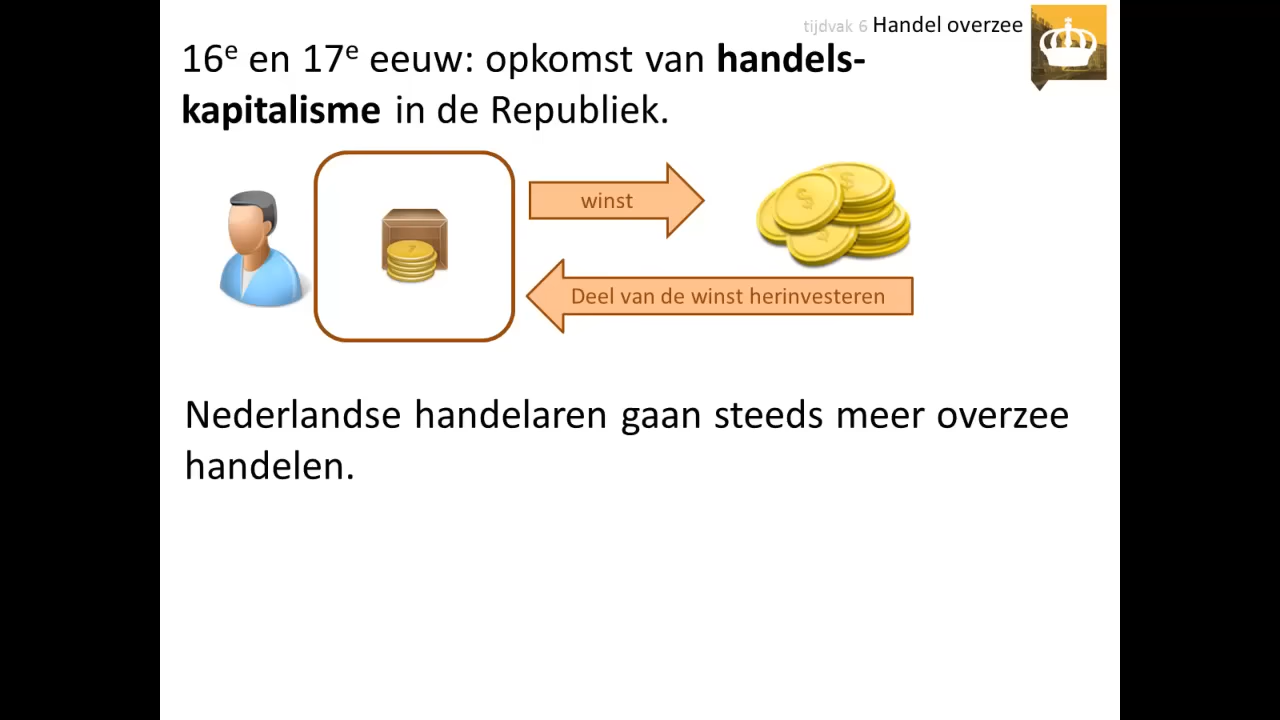 tijdvak 6 Handel overzee
16e en 17e eeuw: opkomst van handels-
kapitalisme in de Republiek.
winst
Deel van de winst herinvesteren
Nederlandse handelaren gaan steeds meer overzee
handelen.